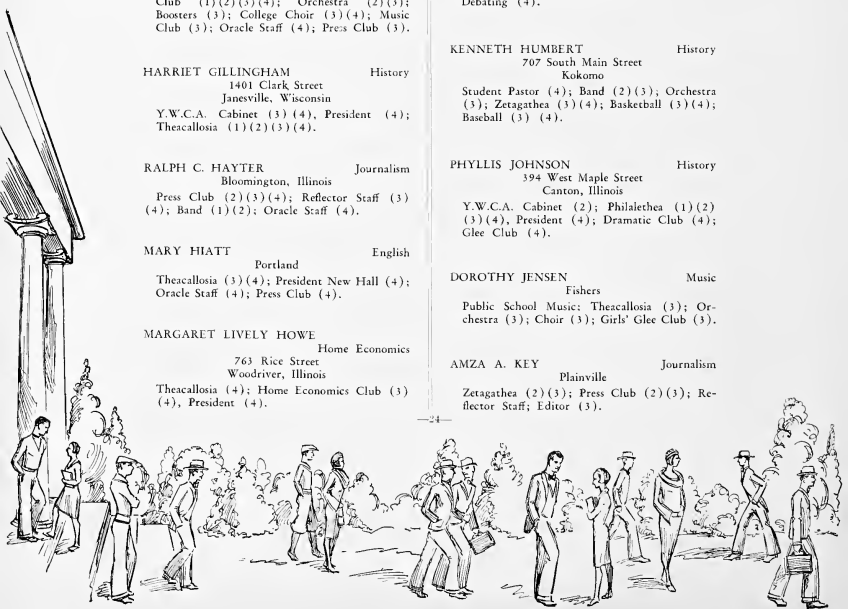 Club (1)(2)(3)(4); Orchestra (2)(3);
Boosters (3); College Choir (3)(4); Music
Club (3); Oracle Staff (4); Press Club (3).
HARRIET GILLINGHAM History
1401 Clark Street
Janesville, Wisconsin
Y.W.C.A. Cabinet (3) (4), President (4);
Theacallosia (1)(2)(3)(4).
RALPH C. HAYTER Journalism
Bloomington, Illinois
Press Club (2)(3)(4); Reflector Staff (3)
(4); Band (1)(2); Oracle Staff (4).
MARY HIATT English
Portland
Theacallosia (3)(4); President New Hall (4);
Oracle Staff (4); Press Club (4).
MARGARET LIVELY HOWE
Home Economics
763 Rice Street
Woodriver, Illinois
Theacallosia (4); Home Economics Club (3)
(4), President (4).
Debating (4).
KENNETH HUMBERT History
707 South Main Street
Kokomo
Student Pastor (4); Band (2)(3); Orchestra
(3); Zetagathea (3)(4); Basketball (3)(4);
Baseball (3) (4).
PHYLLIS JOHNSON History
394 West Maple Street
Canton, Illinois
Y.W.C.A. Cabinet (2); Philalethea (1)(2)
(3)(4), President (4); Dramatic Club (4);
Glee Club (4).
DOROTHY JENSEN Music
Fishers
Public School Music; Theacallosia (3); Or-
chestra (3); Choir (3); Girls' Glee Club (3).
AMZA A. KEY Journalism
Plainville
Zetagathea (2)(3); Press Club (2)(3); Re-
flector Staff; Editor (3).
—24—